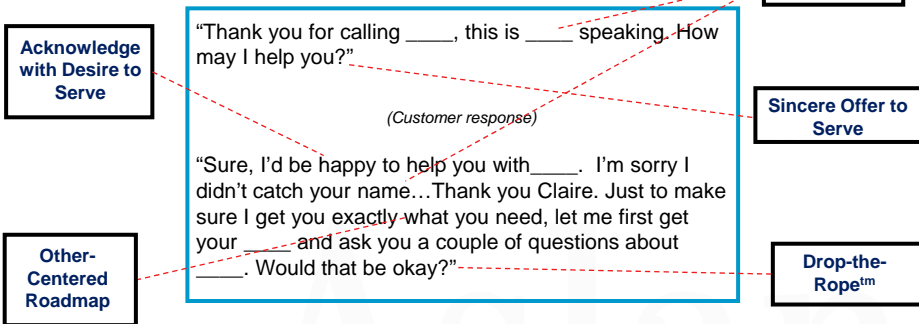 “Thank you for calling ____, this is ____ speaking. How
may I help you?”
Acknowledge
with Desire to
Serve
(Customer response)
Sincere Offer to
Serve
“Sure, I’d be happy to help you with____.  I’m sorry I
didn’t catch your name…Thank you Claire. Just to make
sure I get you exactly what you need, let me first get
your ____ and ask you a couple of questions about
____. Would that be okay?”
Other-
Centered
Roadmap
Drop-the-
Rope™